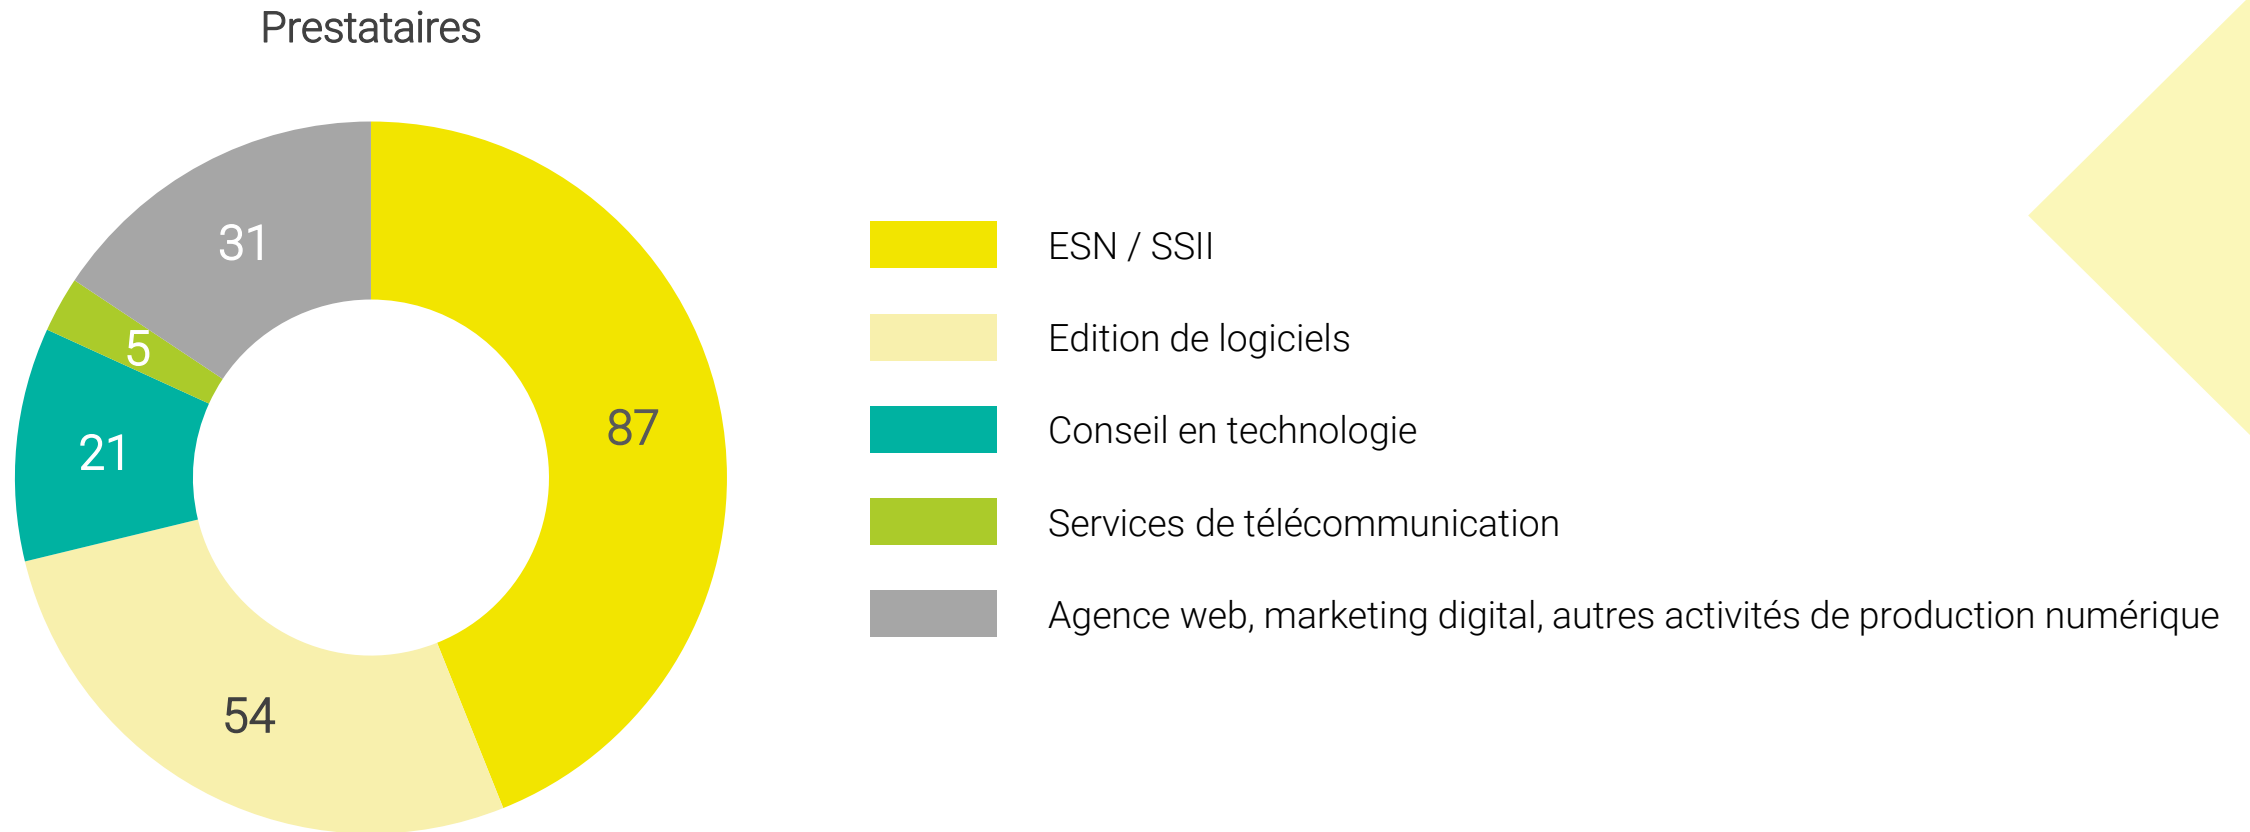 Prestataires
31
5
21
87
54
ESN / SSII
Edition de logiciels
Conseil en technologie
Services de télécommunication
Agence web, marketing digital, autres activités de production numérique